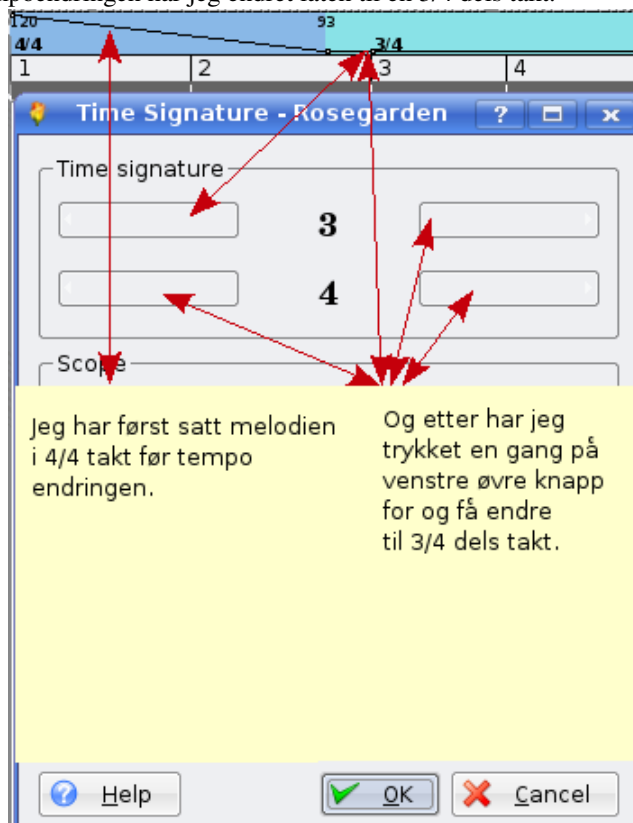 120
93
4/4
3/4
1
2
3
4
Time Signature - Rosegarden
Time signature
3
4
Scope
Jeg har først satt melodien
i 4/4 takt før tempo
endringen.
Og etter har jeg
trykket en gang på
venstre øvre knapp
for og få endre
til 3/4 dels takt.
Help
OK
Cancel